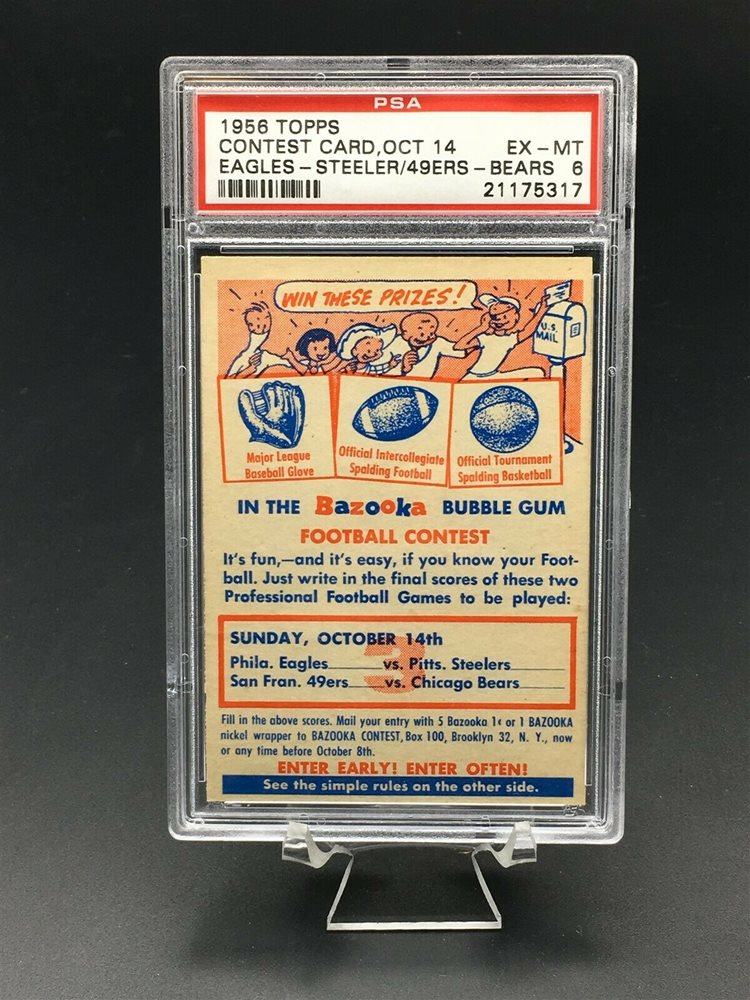 PSA
1956 TOPPS
CONTEST CARD,OCT 14 EX-MT
EAGLES-STEELER/49ERS-BEARS 6
21175317
WIN THESE PRIZES!
U.S. MAIL
Major League
Baseball Glove
Official Intercollegiate
Spalding Football
Official Tournament
Spalding Basketball
IN THE Bazooka BUBBLE GUM
FOOTBALL CONTEST
It's fun,—and it's easy, if you know your Foot-
ball. Just write in the final scores of these two
Professional Football Games to be played:
3
SUNDAY, OCTOBER 14th
Phila. Eagles______vs. Pitts. Steelers______
San Fran. 49ers____vs. Chicago Bears_____
Fill in the above scores. Mail your entry with 5 Bazooka 1¢ or 1 BAZOOKA
nickel wrapper to BAZOOKA CONTEST, Box 100, Brooklyn 32, N. Y., now
or any time before October 8th.
ENTER EARLY! ENTER OFTEN!
See the simple rules on the other side.